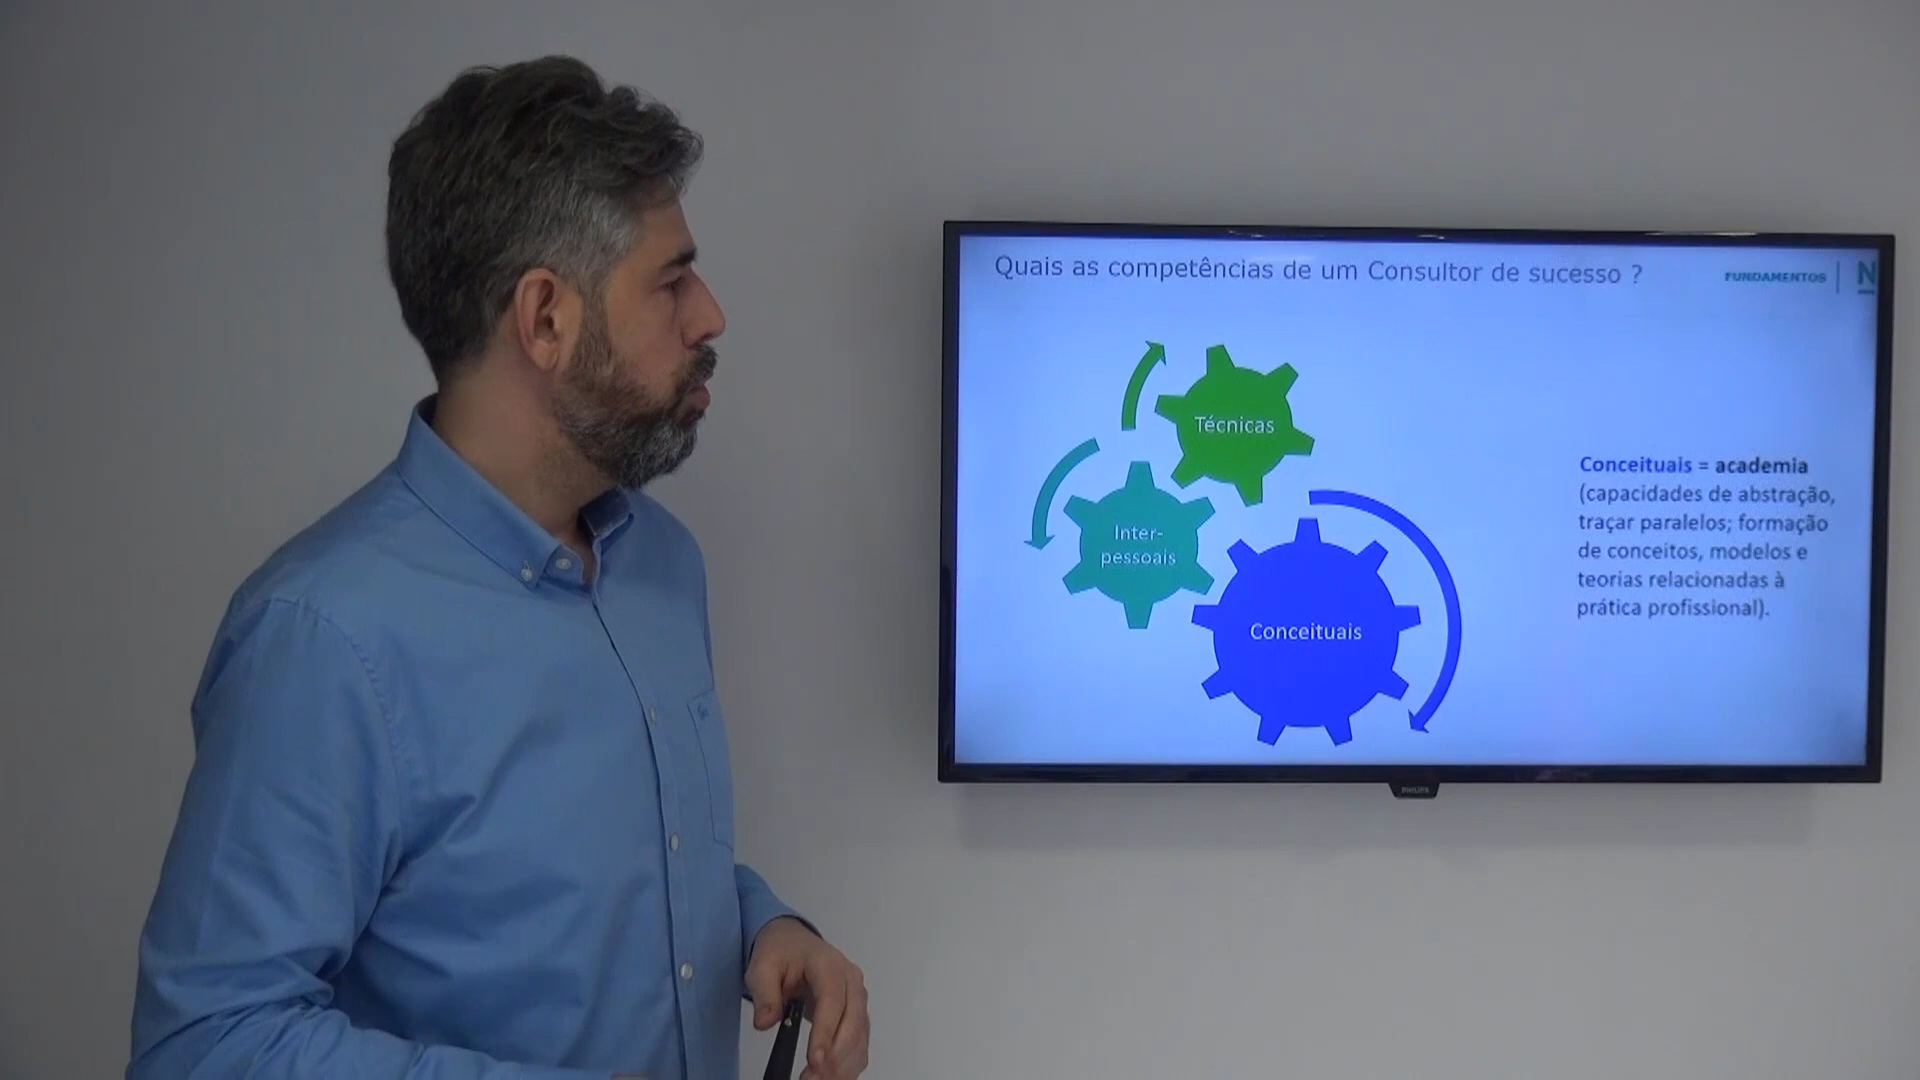 Quais as competências de um Consultor de sucesso ?
FUNDAMENTOS | N
Técnicas
Inter-
pessoais
Conceituais
Conceituais = academia
(capacidades de abstração,
traçar paralelos; formação
de conceitos, modelos e
teorias relacionadas à
prática profissional).
PHILIPS